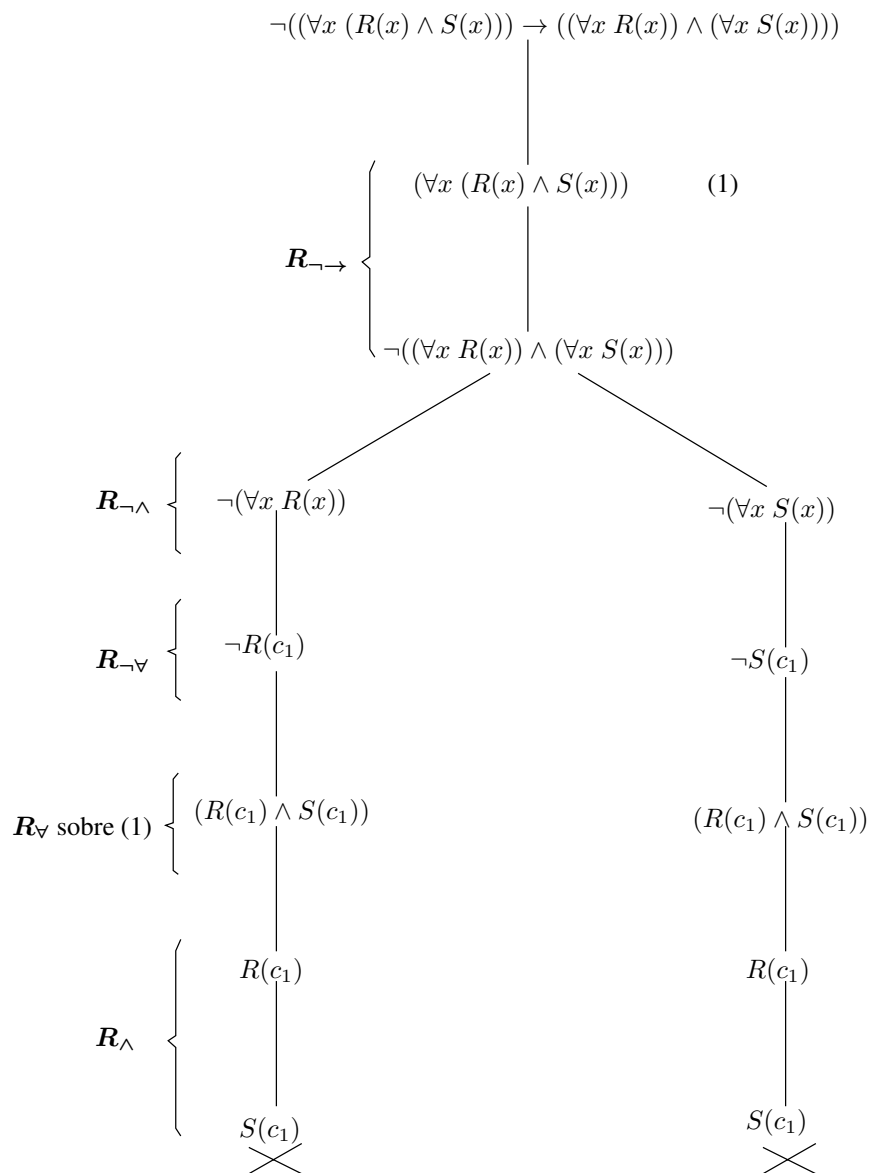 ¬((∀x (R(x) ∧ S(x))) → ((∀x R(x)) ∧ (∀x S(x))))
(∀x (R(x) ∧ S(x))) (1)
R¬→
¬((∀x R(x)) ∧ (∀x S(x)))
R¬∧ ¬(∀x R(x)) ¬(∀x S(x))
R¬∀ ¬R(c₁) ¬S(c₁)
R∀ sobre (1) (R(c₁) ∧ S(c₁)) (R(c₁) ∧ S(c₁))
R(c₁) R(c₁)
R∧
S(c₁) S(c₁)